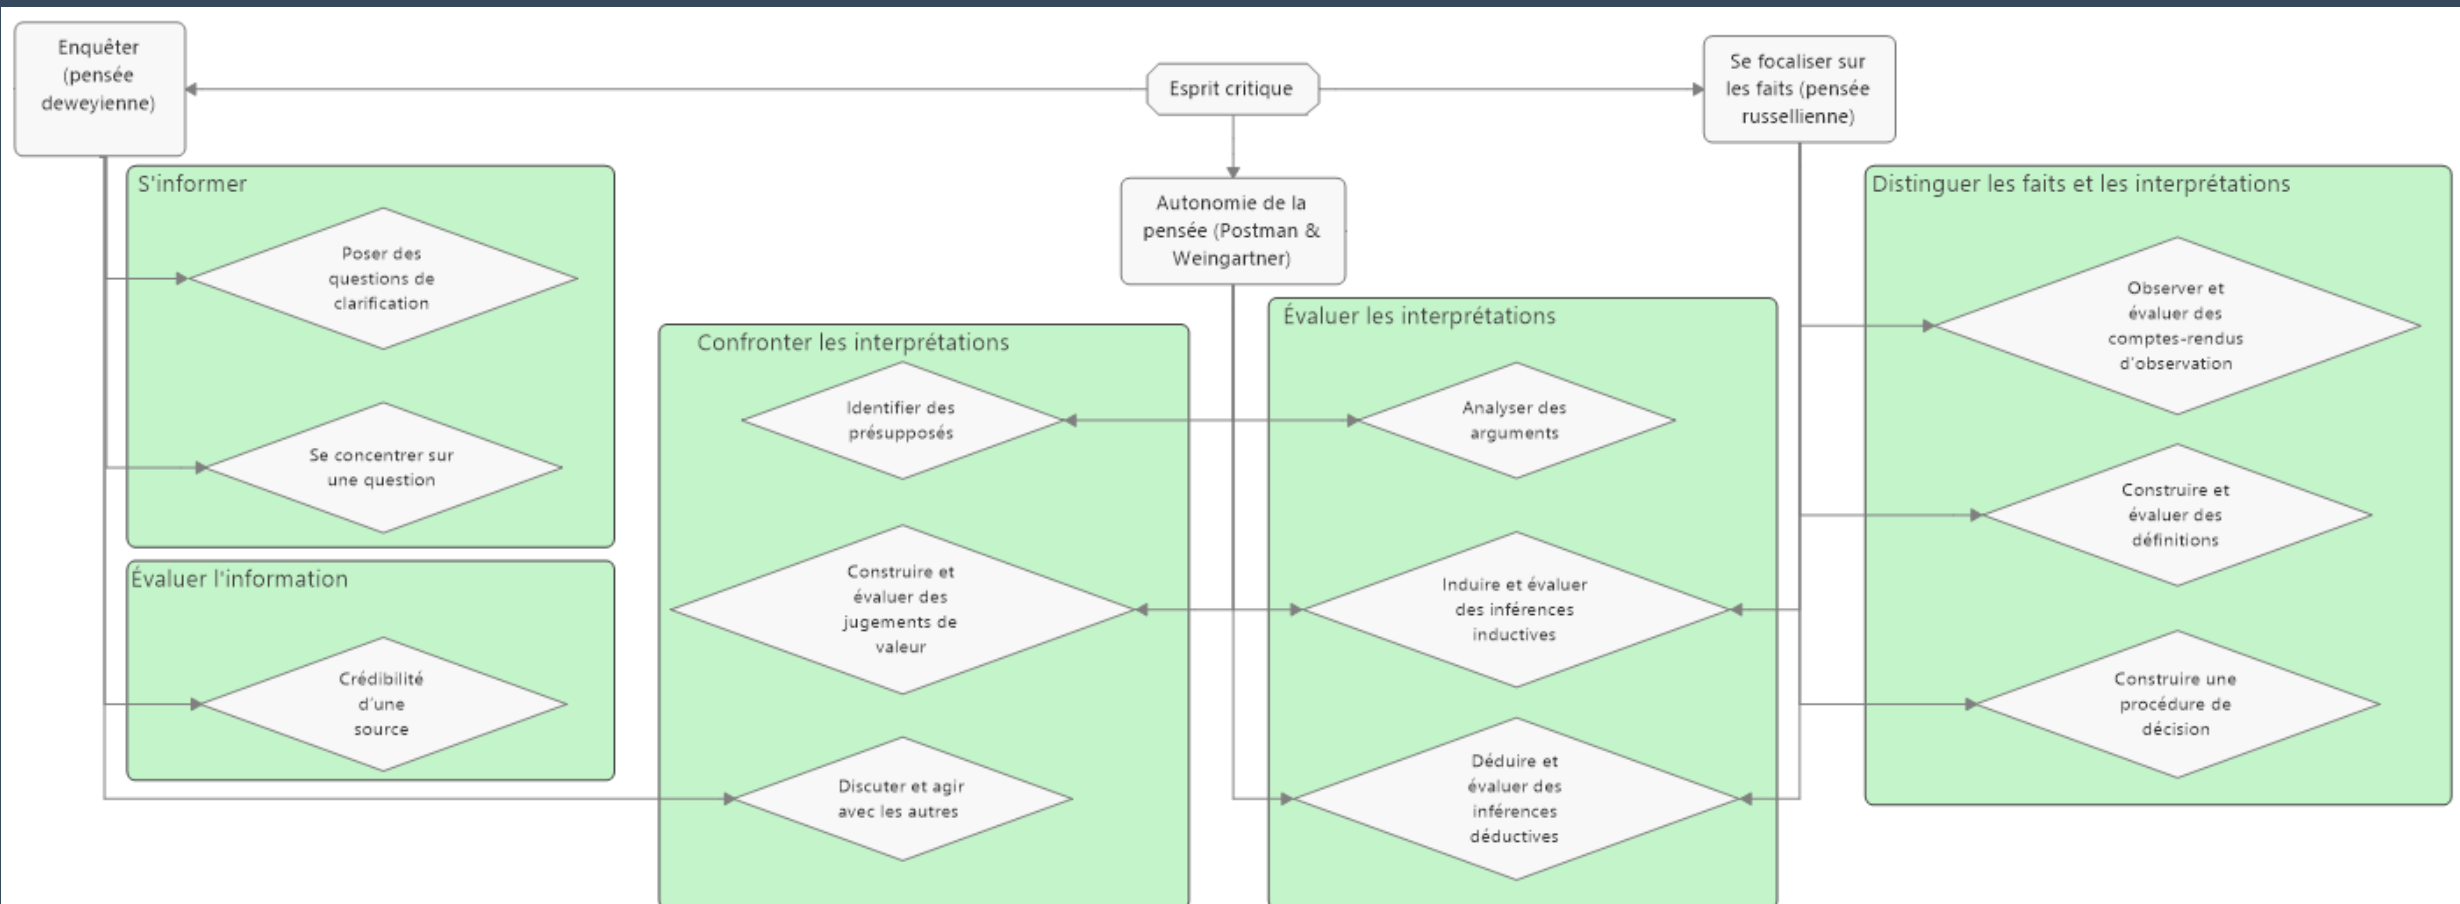 Enquêter
(pensée
deweyienne)
Esprit critique
Se focaliser sur
les faits (pensée
russellienne)
Autonomie de la
pensée (Postman &
Weingartner)
S'informer
Poser des
questions de
clarification
Se concentrer sur
une question
Évaluer l'information
Crédibilité
d'une
source
Confronter les interprétations
Identifier des
présupposés
Construire et
évaluer des
jugements de
valeur
Discuter et agir
avec les autres
Évaluer les interprétations
Analyser des
arguments
Induire et évaluer
des inférences
inductives
Déduire et
évaluer des
inférences
déductives
Distinguer les faits et les interprétations
Observer et
évaluer des
comptes-rendus
d'observation
Construire et
évaluer des
définitions
Construire une
procédure de
décision